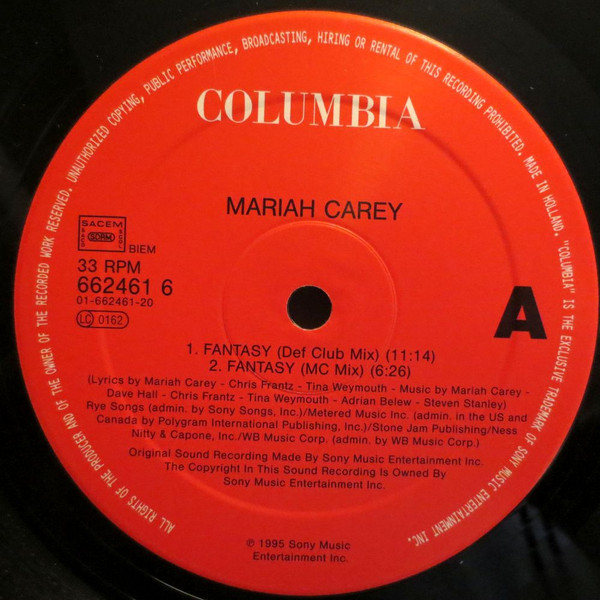 ALL RIGHTS OF THE PRODUCER AND OF THE OWNER OF THE RECORDED WORK RESERVED. UNAUTHORIZED COPYING, PUBLIC PERFORMANCE, BROADCASTING, HIRING OR RENTAL OF THIS RECORDING PROHIBITED. MADE IN HOLLAND. "COLUMBIA" IS THE EXCLUSIVE TRADEMARK OF SONY MUSIC ENTERTAINMENT INC.
COLUMBIA
MARIAH CAREY
SACEM
SDRM
BIEM
33 RPM
662461 6
01-662461-20
LC 0162
A
1. FANTASY (Def Club Mix) (11:14)
2. FANTASY (MC Mix) (6:26)
(Lyrics by Mariah Carey - Chris Frantz - Tina Weymouth - Music by Mariah Carey -
Dave Hall - Chris Frantz - Tina Weymouth - Adrian Belew - Steven Stanley)
Rye Songs (admin. by Sony Songs, Inc.)/Metered Music Inc. (admin. in the US and
Canada by Polygram International Publishing, Inc.)/Stone Jam Publishing/Ness
Nitty & Capone, Inc./WB Music Corp. (admin. by WB Music Corp.)
Original Sound Recording Made By Sony Music Entertainment Inc.
The Copyright In This Sound Recording Is Owned By
Sony Music Entertainment Inc.
℗ 1995 Sony Music
Entertainment Inc.